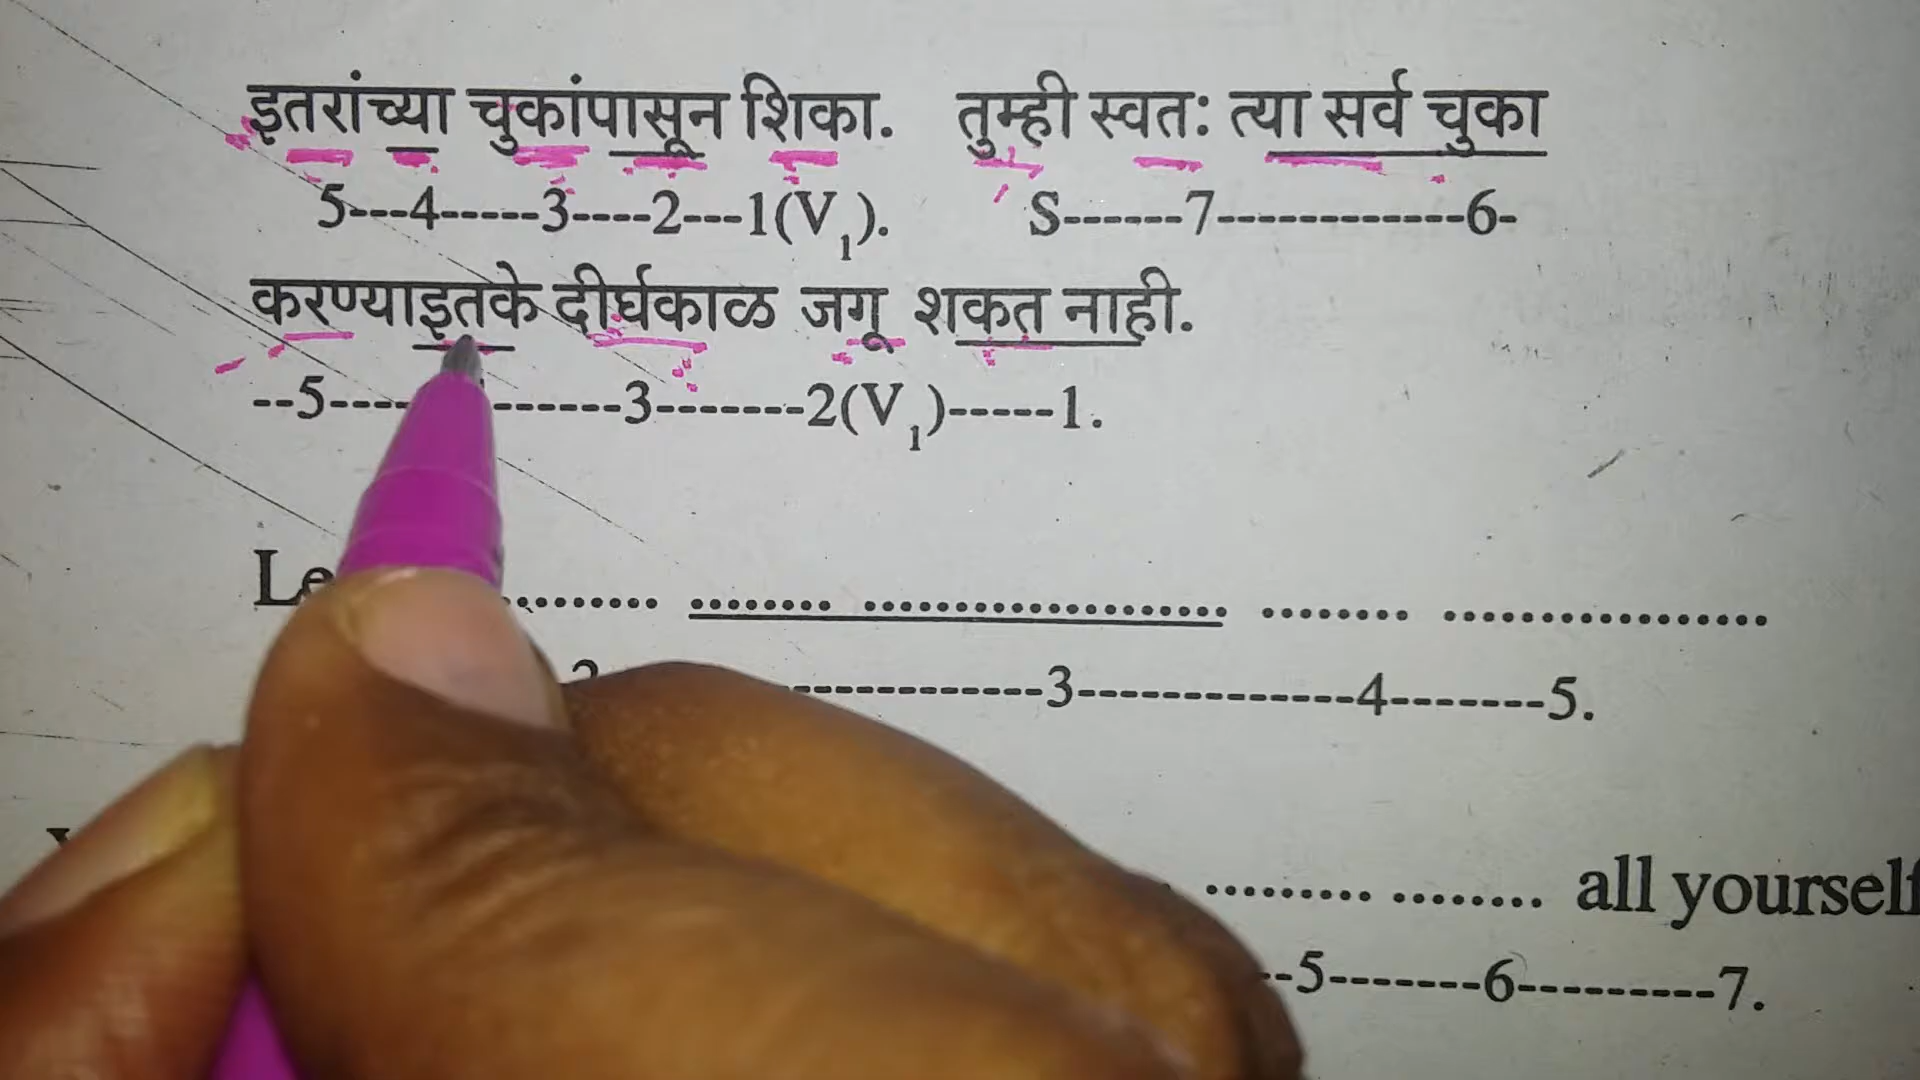 इतरांच्या चुकांपासून शिका. तुम्ही स्वतः त्या सर्व चुका
5---4-----3----2---1(V1). S------7------------6-
करण्याइतके दीर्घकाळ जगू शकत नाही.
--5---- ------3-------2(V1)-----1.
........ ........ .................... ........ ..................
-------------3-------------4-------5.
......... ........ all yourself
--5-------6----------7.